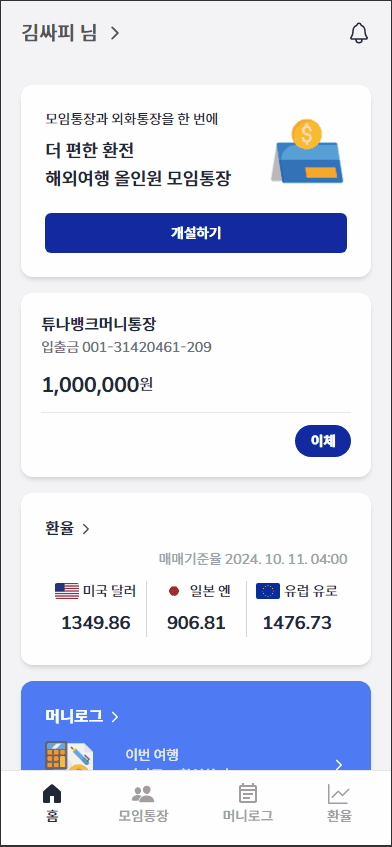 김싸피 님
모임통장과 외화통장을 한 번에
더 편한 환전
해외여행 올인원 모임통장
개설하기
튜나뱅크머니통장
입출금 001-31420461-209
1,000,000원
이체
환율
매매기준율 2024. 10. 11. 04:00
미국 달러 일본 엔 유럽 유로
1349.86 906.81 1476.73
머니로그
이번 여행
홈 모임통장 머니로그 환율